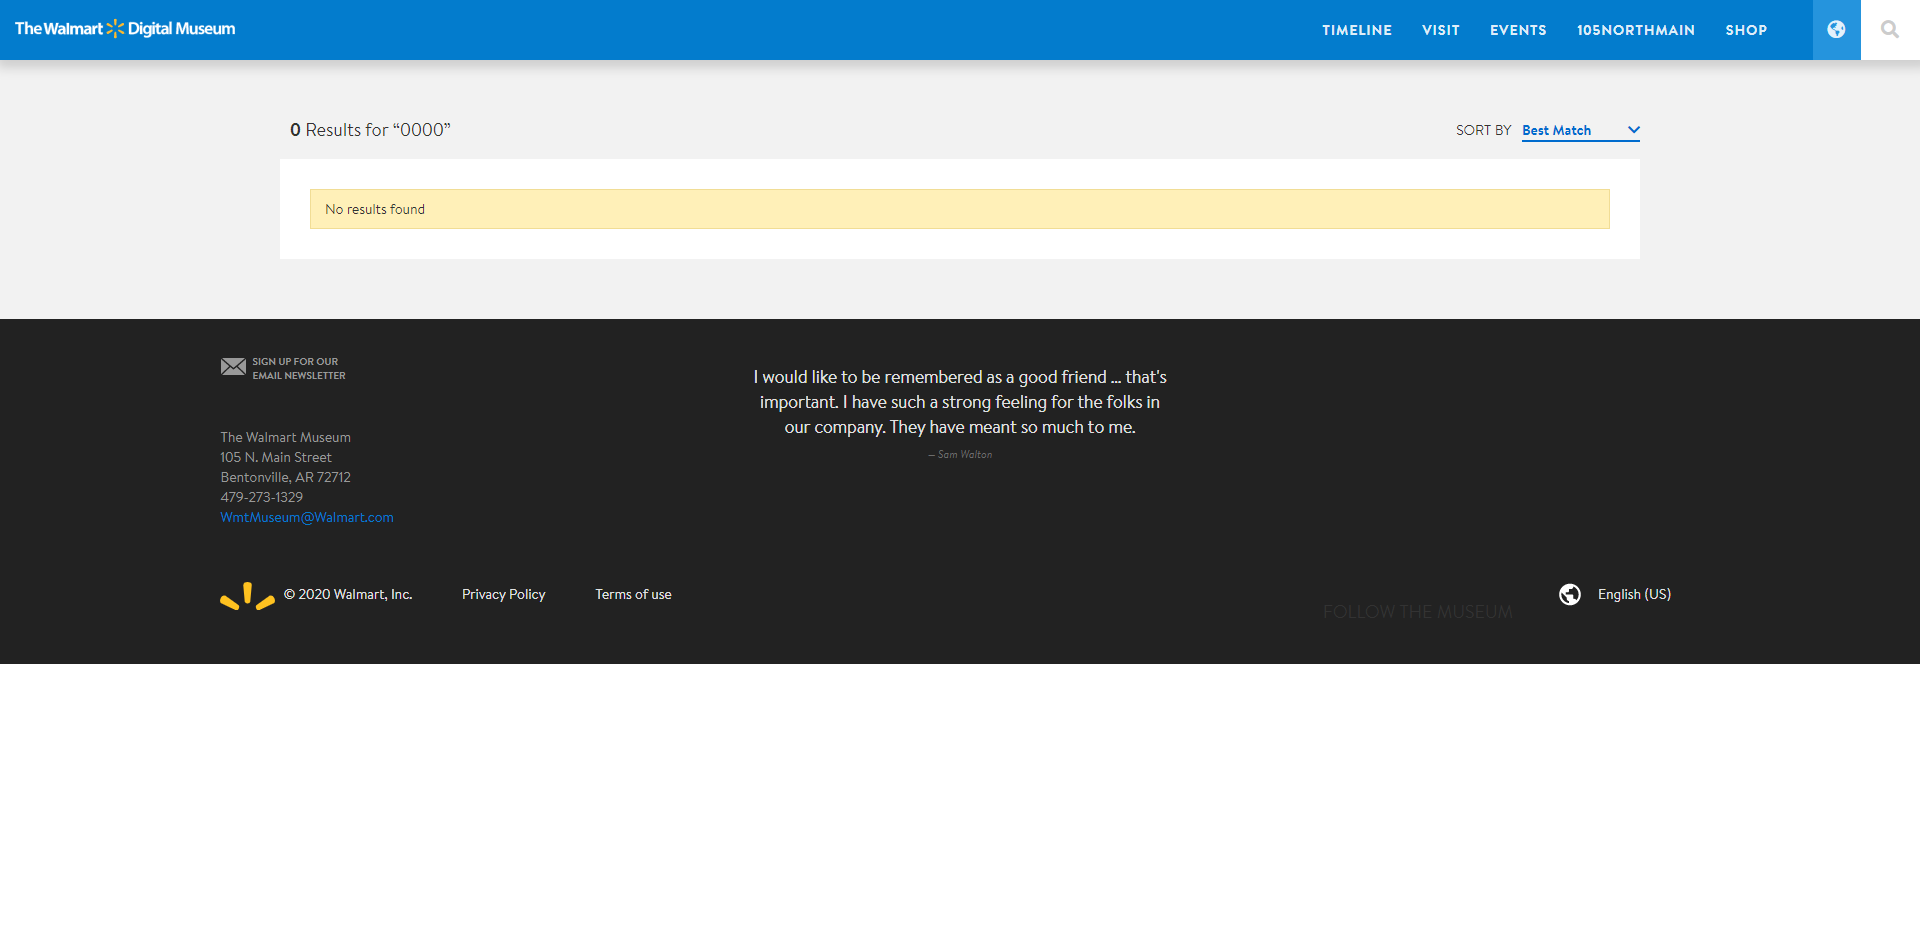 The Walmart Digital Museum
TIMELINE VISIT EVENTS 105NORTHMAIN SHOP
0 Results for “0000”
SORT BY Best Match
No results found
SIGN UP FOR OUR
EMAIL NEWSLETTER
The Walmart Museum
105 N. Main Street
Bentonville, AR 72712
479-273-1329
WmtMuseum@Walmart.com
I would like to be remembered as a good friend ... that's
important. I have such a strong feeling for the folks in
our company. They have meant so much to me.
– Sam Walton
© 2020 Walmart, Inc. Privacy Policy Terms of use
FOLLOW THE MUSEUM
English (US)